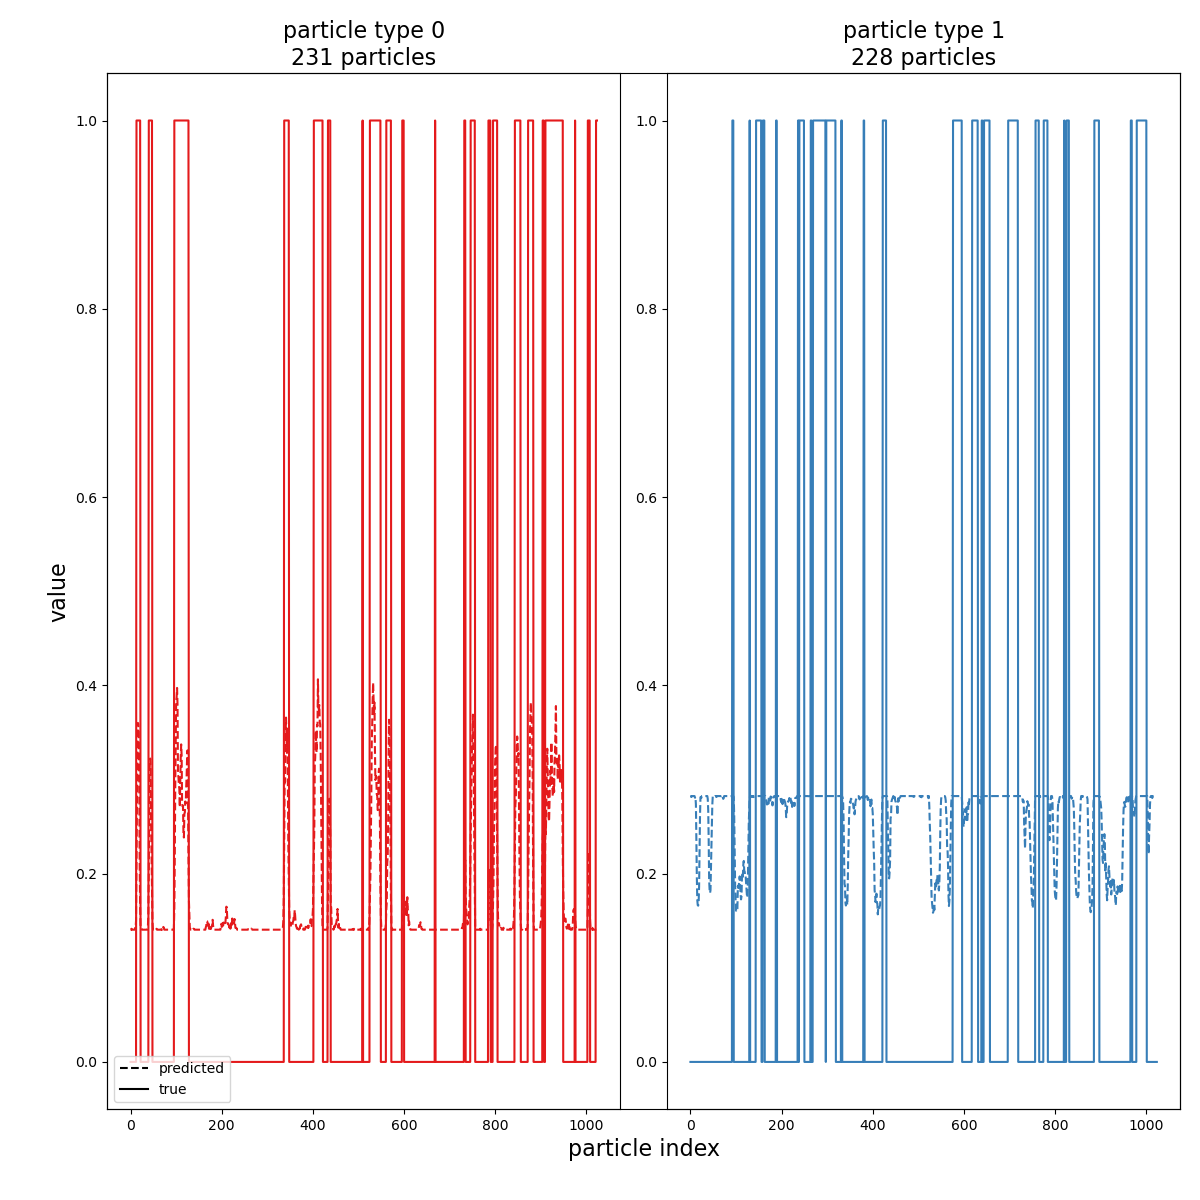 particle type 0
231 particles
particle type 1
228 particles
value
1.0
0.8
0.6
0.4
0.2
0.0
1.0
0.8
0.6
0.4
0.2
0.0
predicted
true
0 200 400 600 800 1000
0 200 400 600 800 1000
particle index